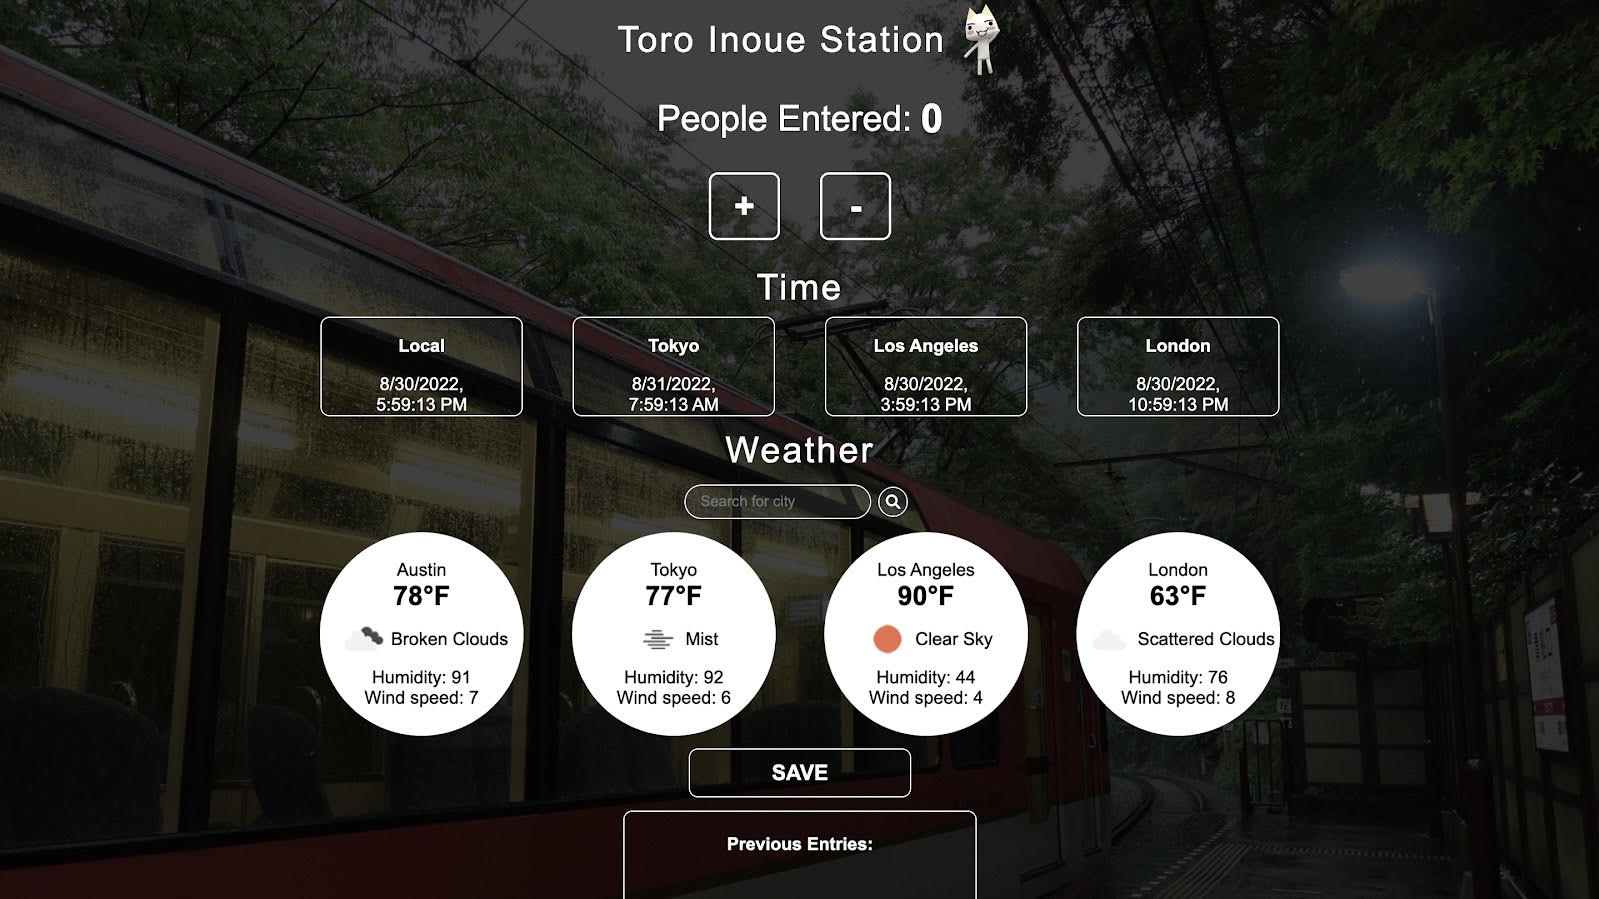 Toro Inoue Station
People Entered: 0
+ -
Time
Local
8/30/2022,
5:59:13 PM
Tokyo
8/31/2022,
7:59:13 AM
Los Angeles
8/30/2022,
3:59:13 PM
London
8/30/2022,
10:59:13 PM
Weather
Search for city
Austin
78°F
Broken Clouds
Humidity: 91
Wind speed: 7
Tokyo
77°F
Mist
Humidity: 92
Wind speed: 6
Los Angeles
90°F
Clear Sky
Humidity: 44
Wind speed: 4
London
63°F
Scattered Clouds
Humidity: 76
Wind speed: 8
SAVE
Previous Entries: